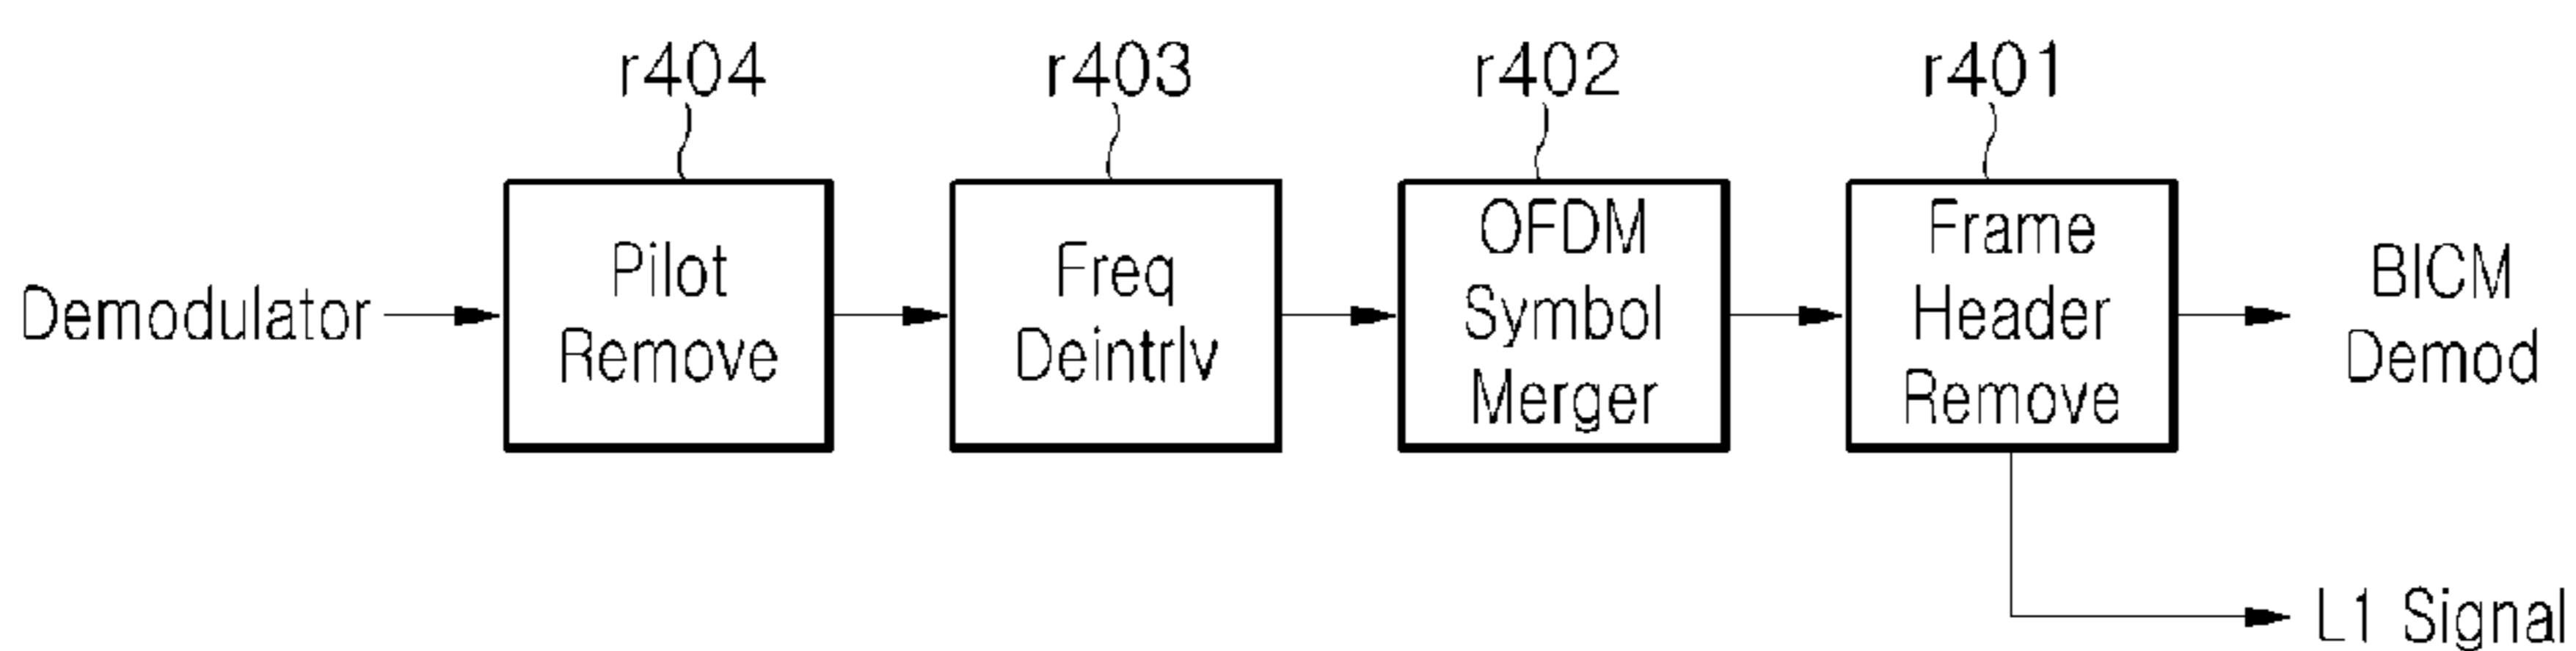 r404
r403
r402
r401
Demodulator
Pilot
Remove
Freq
Deintrlv
OFDM
Symbol
Merger
Frame
Header
Remove
BICM
Demod
L1 Signal